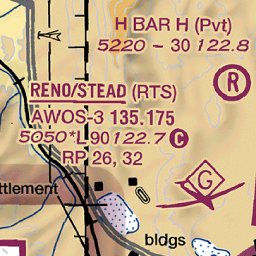 H BAR H (Pvt)
5220 - 30 122.8
R
RENO/STEAD (RTS)
AWOS-3 135.175
5050 *L 90 122.7 C
RP 26, 32
G
ttlement
bldgs